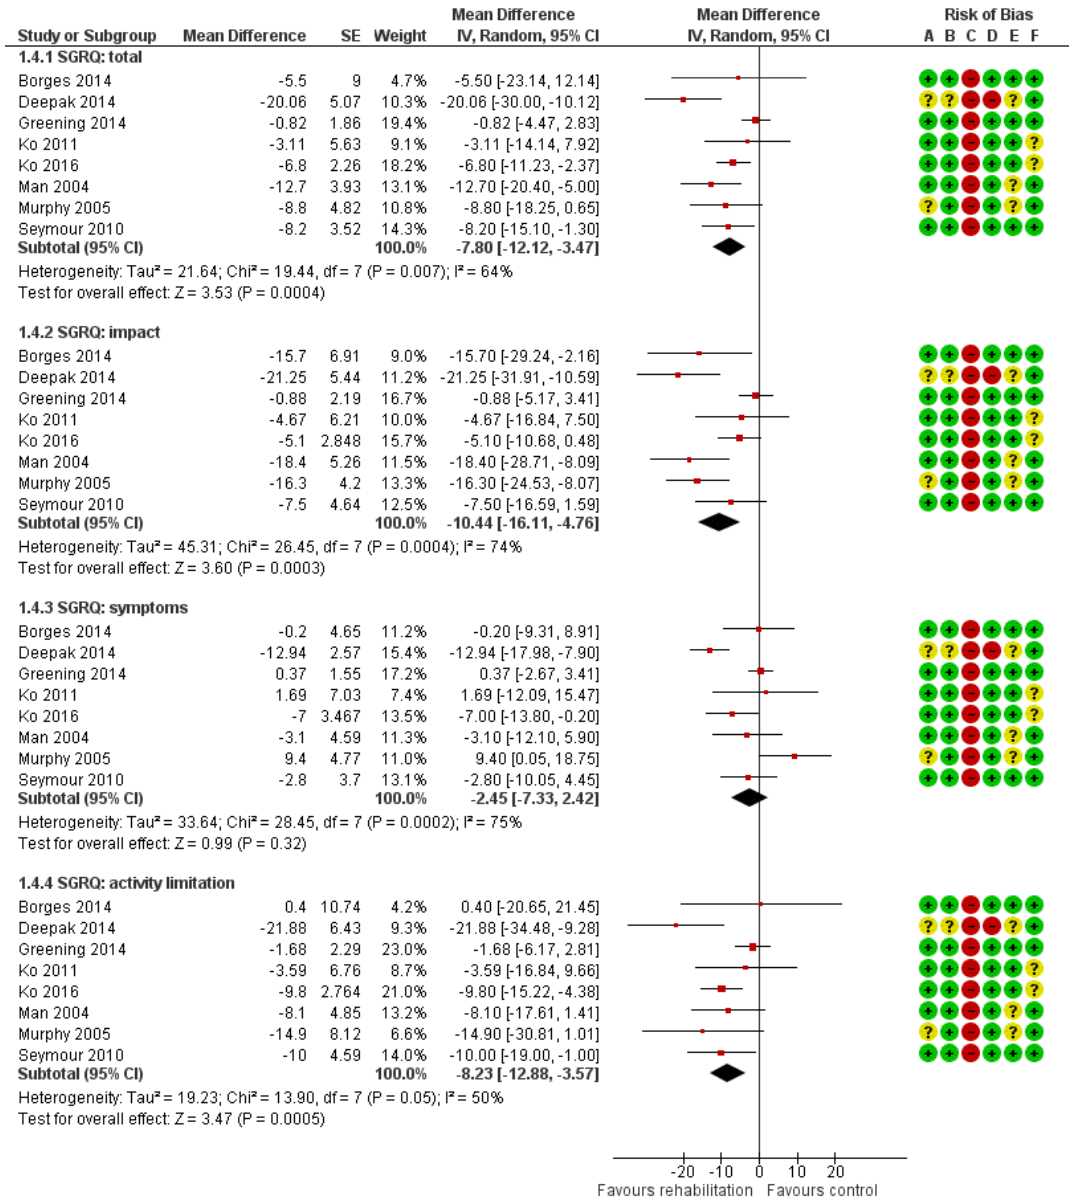 Mean Difference Mean Difference Risk of Bias
Study or Subgroup Mean Difference SE Weight IV, Random, 95% CI IV, Random, 95% CI A B C D E F
1.4.1 SGRQ: total
Borges 2014 -5.5 9 4.7% -5.50 [-23.14, 12.14] + + - + + +
Deepak 2014 -20.06 5.07 10.3% -20.06 [-30.00, -10.12] ? ? - - ? +
Greening 2014 -0.82 1.86 19.4% -0.82 [-4.47, 2.83] + + - + + +
Ko 2011 -3.11 5.63 9.1% -3.11 [-14.14, 7.92] + + - + + ?
Ko 2016 -6.8 2.26 18.2% -6.80 [-11.23, -2.37] + + - + + ?
Man 2004 -12.7 3.93 13.1% -12.70 [-20.40, -5.00] + + - + ? +
Murphy 2005 -8.8 4.82 10.8% -8.80 [-18.25, 0.65] ? + - + ? +
Seymour 2010 -8.2 3.52 14.3% -8.20 [-15.10, -1.30] + + - + + +
Subtotal (95% CI) 100.0% -7.80 [-12.12, -3.47]
Heterogeneity: Tau² = 21.64; Chi² = 19.44, df = 7 (P = 0.007); I² = 64%
Test for overall effect: Z = 3.53 (P = 0.0004)
1.4.2 SGRQ: impact
Borges 2014 -15.7 6.91 9.0% -15.70 [-29.24, -2.16] + + - + + +
Deepak 2014 -21.25 5.44 11.2% -21.25 [-31.91, -10.59] ? ? - - ? +
Greening 2014 -0.88 2.19 16.7% -0.88 [-5.17, 3.41] + + - + + +
Ko 2011 -4.67 6.21 10.0% -4.67 [-16.84, 7.50] + + - + + ?
Ko 2016 -5.1 2.848 15.7% -5.10 [-10.68, 0.48] + + - + + ?
Man 2004 -18.4 5.26 11.5% -18.40 [-28.71, -8.09] + + - + ? +
Murphy 2005 -16.3 4.2 13.3% -16.30 [-24.53, -8.07] ? + - + ? +
Seymour 2010 -7.5 4.64 12.5% -7.50 [-16.59, 1.59] + + - + + +
Subtotal (95% CI) 100.0% -10.44 [-16.11, -4.76]
Heterogeneity: Tau² = 45.31; Chi² = 26.45, df = 7 (P = 0.0004); I² = 74%
Test for overall effect: Z = 3.60 (P = 0.0003)
1.4.3 SGRQ: symptoms
Borges 2014 -0.2 4.65 11.2% -0.20 [-9.31, 8.91] + + - + + +
Deepak 2014 -12.94 2.57 15.4% -12.94 [-17.98, -7.90] ? ? - - ? +
Greening 2014 0.37 1.55 17.2% 0.37 [-2.67, 3.41] + + - + + +
Ko 2011 1.69 7.03 7.4% 1.69 [-12.09, 15.47] + + - + + ?
Ko 2016 -7 3.467 13.5% -7.00 [-13.80, -0.20] + + - + + ?
Man 2004 -3.1 4.59 11.3% -3.10 [-12.10, 5.90] + + - + ? +
Murphy 2005 9.4 4.77 11.0% 9.40 [0.05, 18.75] ? + - + ? +
Seymour 2010 -2.8 3.7 13.1% -2.80 [-10.05, 4.45] + + - + + +
Subtotal (95% CI) 100.0% -2.45 [-7.33, 2.42]
Heterogeneity: Tau² = 33.64; Chi² = 28.45, df = 7 (P = 0.0002); I² = 75%
Test for overall effect: Z = 0.99 (P = 0.32)
1.4.4 SGRQ: activity limitation
Borges 2014 0.4 10.74 4.2% 0.40 [-20.65, 21.45] + + - + + +
Deepak 2014 -21.88 6.43 9.3% -21.88 [-34.48, -9.28] ? ? - - ? +
Greening 2014 -1.68 2.29 23.0% -1.68 [-6.17, 2.81] + + - + + +
Ko 2011 -3.59 6.76 8.7% -3.59 [-16.84, 9.66] + + - + + ?
Ko 2016 -9.8 2.764 21.0% -9.80 [-15.22, -4.38] + + - + + ?
Man 2004 -8.1 4.85 13.2% -8.10 [-17.61, 1.41] + + - + ? +
Murphy 2005 -14.9 8.12 6.6% -14.90 [-30.81, 1.01] ? + - + ? +
Seymour 2010 -10 4.59 14.0% -10.00 [-19.00, -1.00] + + - + + +
Subtotal (95% CI) 100.0% -8.23 [-12.88, -3.57]
Heterogeneity: Tau² = 19.23; Chi² = 13.90, df = 7 (P = 0.05); I² = 50%
Test for overall effect: Z = 3.47 (P = 0.0005)
-20 -10 0 10 20
Favours rehabilitation Favours control